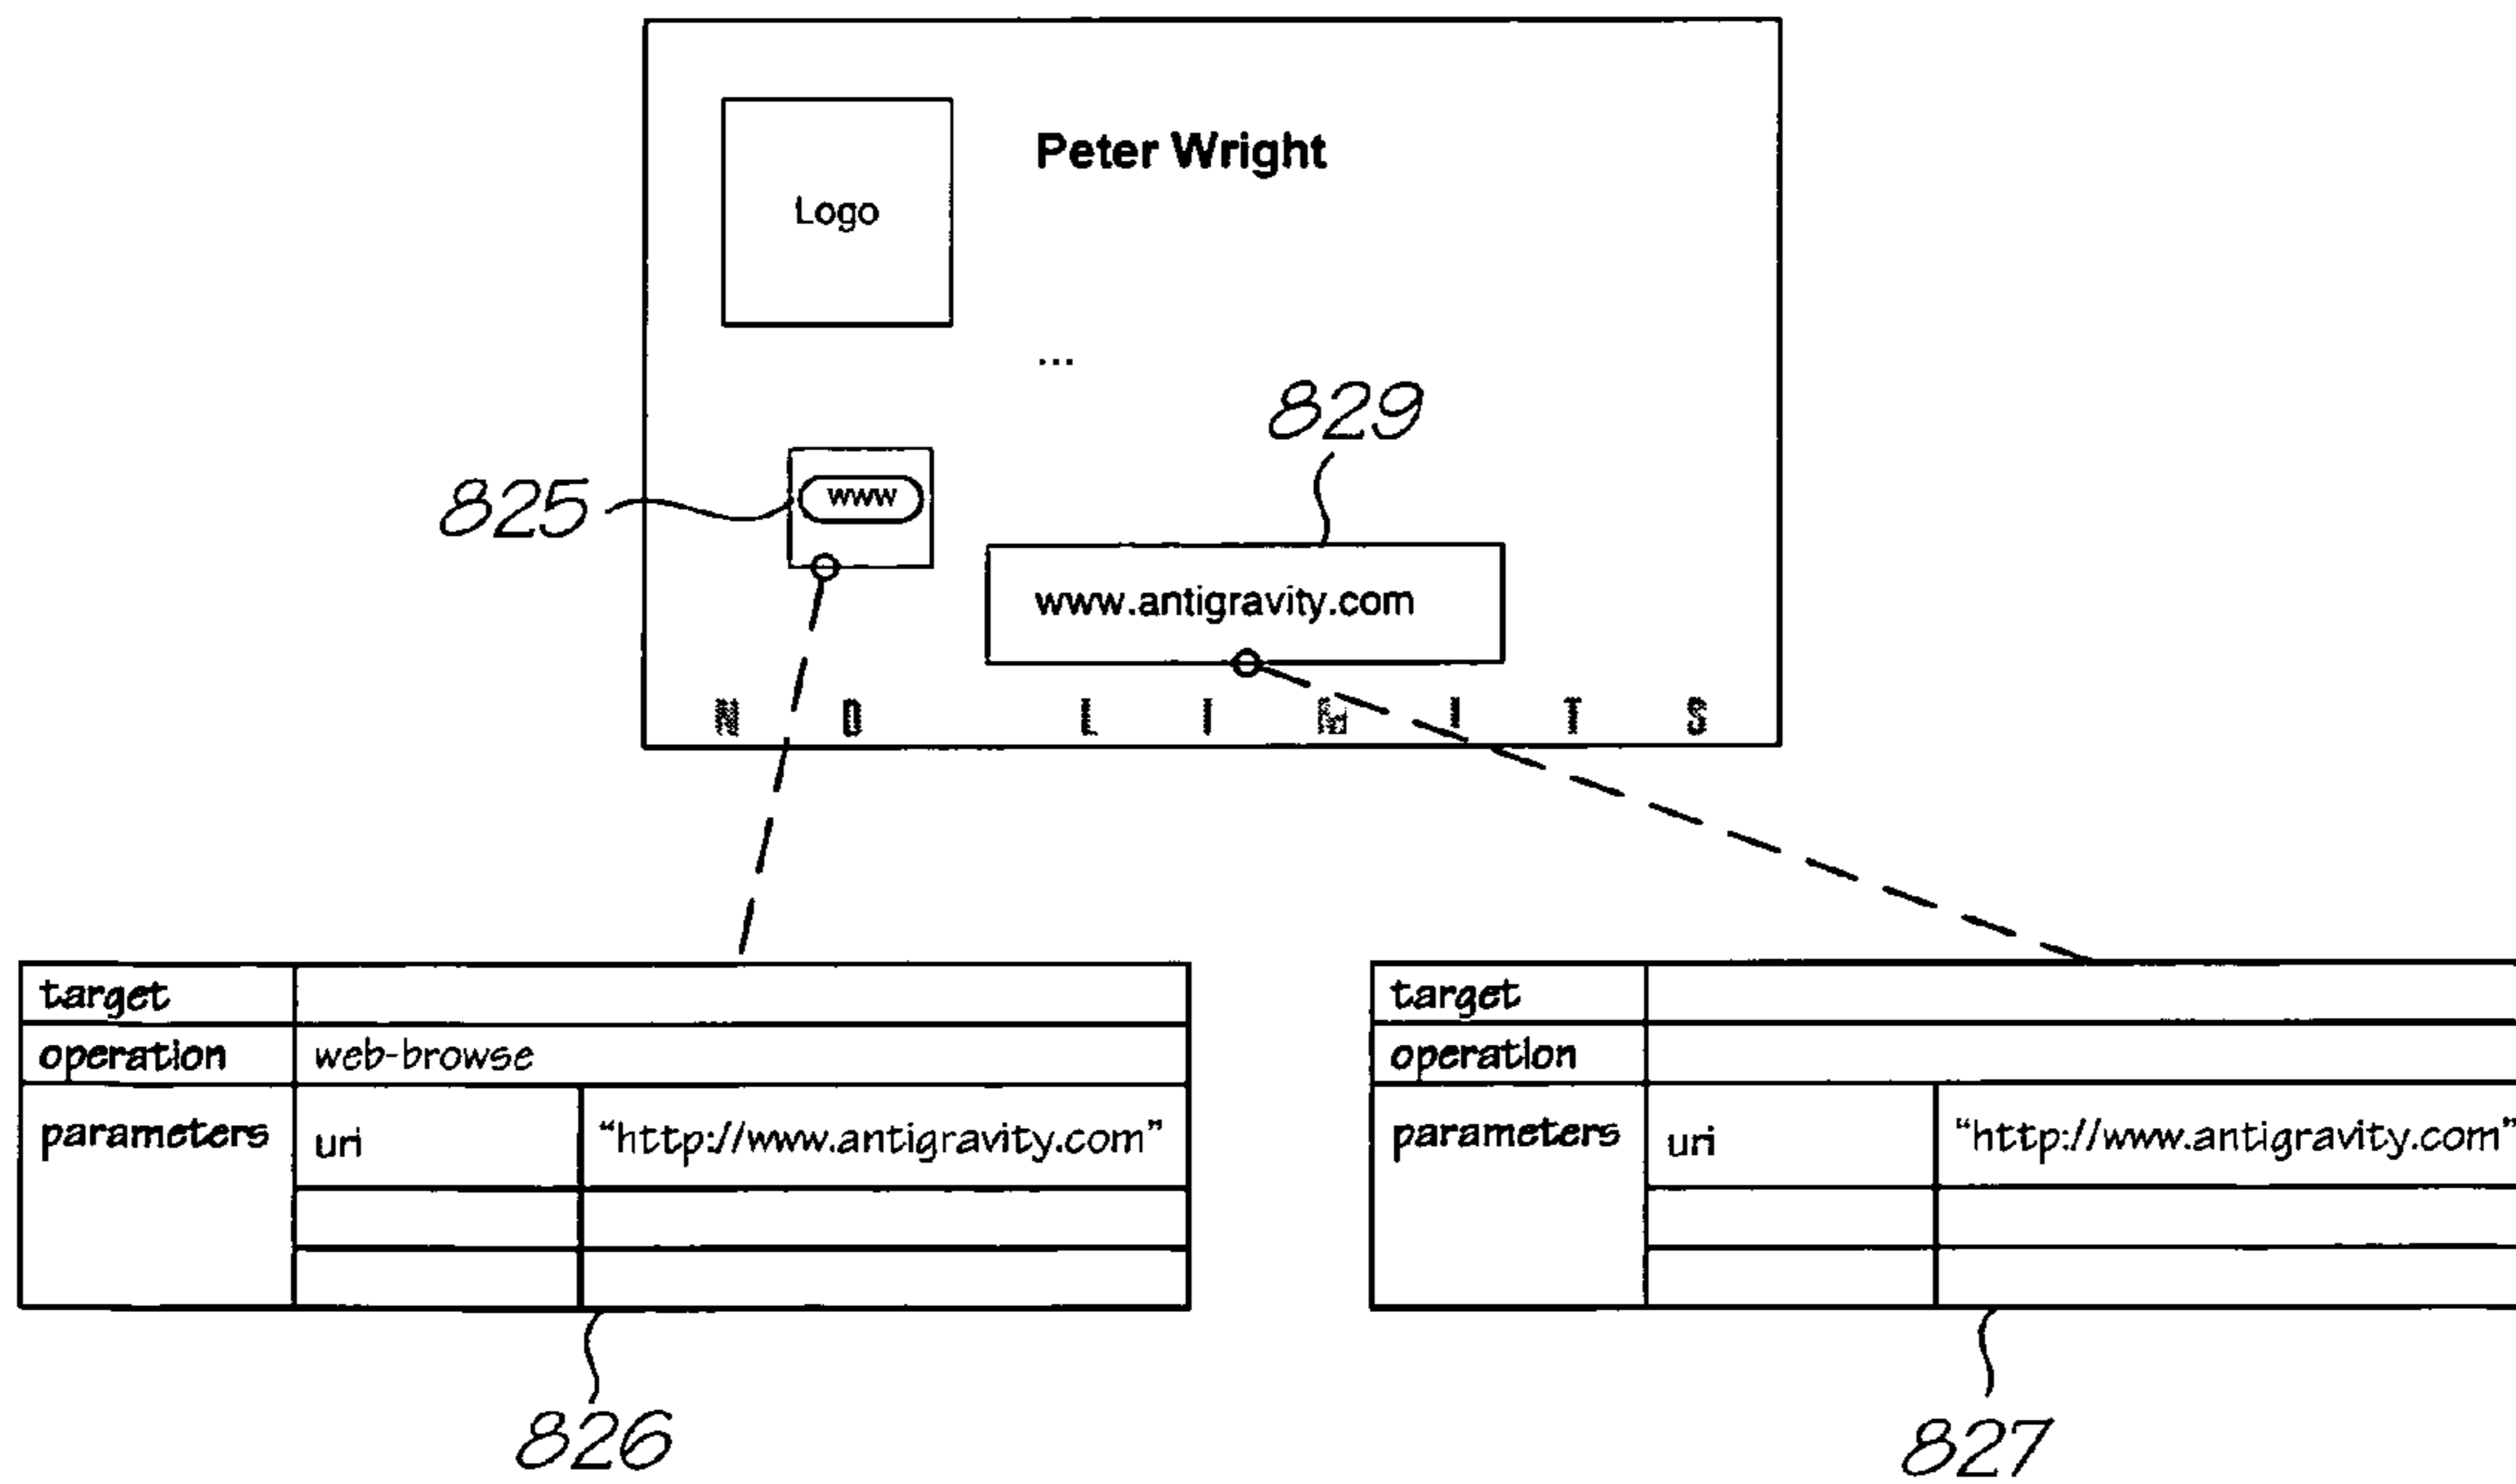 Peter Wright
Logo
...
829
825
www
www.antigravity.com
target
operation web-browse
parameters uri “http://www.antigravity.com”
target
operation
parameters uri “http://www.antigravity.com”
826
827